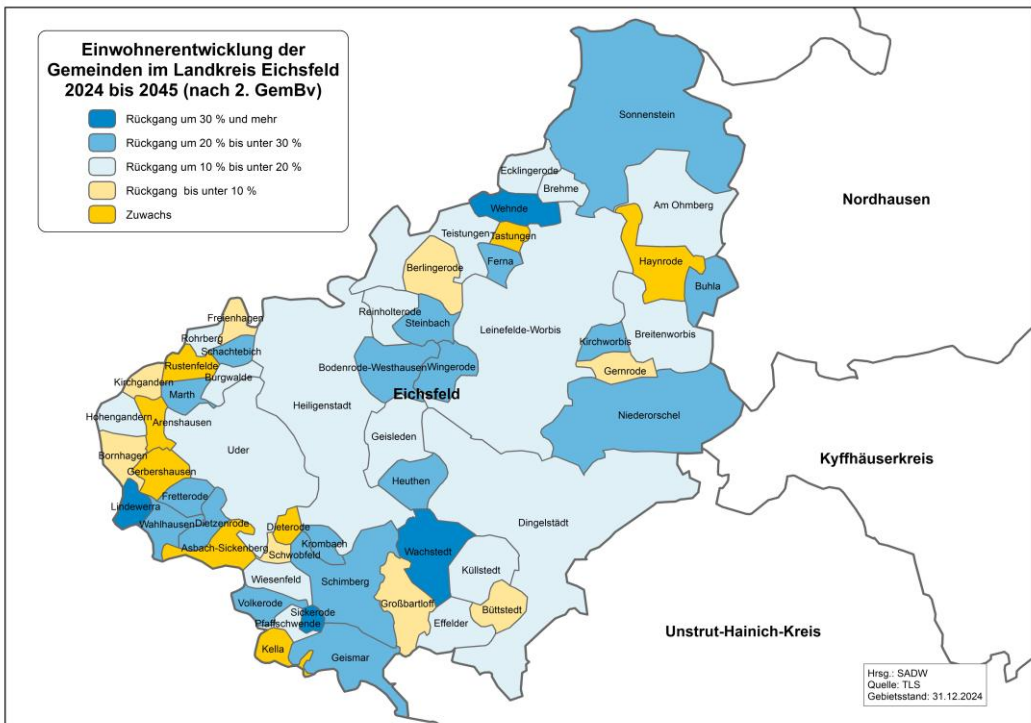 Einwohnerentwicklung der
Gemeinden im Landkreis Eichsfeld
2024 bis 2045 (nach 2. GemBv)
Rückgang um 30 % und mehr
Rückgang um 20 % bis unter 30 %
Rückgang um 10 % bis unter 20 %
Rückgang bis unter 10 %
Zuwachs
Sonnenstein
Ecklingerode
Brehme
Nordhausen
Am Ohmberg
Wehnde
Teistungen
Tastungen
Berlingerode
Ferna
Haynrode
Buhla
Reinholterode
Freienhagen
Steinbach
Leinefelde-Worbis
Breitenworbis
Rohrberg
Kirchworbis
Schachtebich
Rustenfelde
Bodenrode-Westhausen
Wingerode
Gernrode
Burgwalde
Kirchgandern
Marth
Eichsfeld
Heiligenstadt
Niederorschel
Hohengandern
Arenshausen
Geisleden
Uder
Bornhagen
Kyffhäuserkreis
Gerbershausen
Heuthen
Fretterode
Lindewerra
Dingelstädt
Wahlhausen
Dietzenrode
Dieterode
Krombach
Asbach-Sickenberg
Schwobfeld
Wachstedt
Küllstedt
Wiesenfeld
Schimberg
Volkerode
Großbartloff
Büttstedt
Sickerode
Pfaffschwende
Effelder
Unstrut-Hainich-Kreis
Kella
Geismar
Hrsg.: SADW
Quelle: TLS
Gebietsstand: 31.12.2024